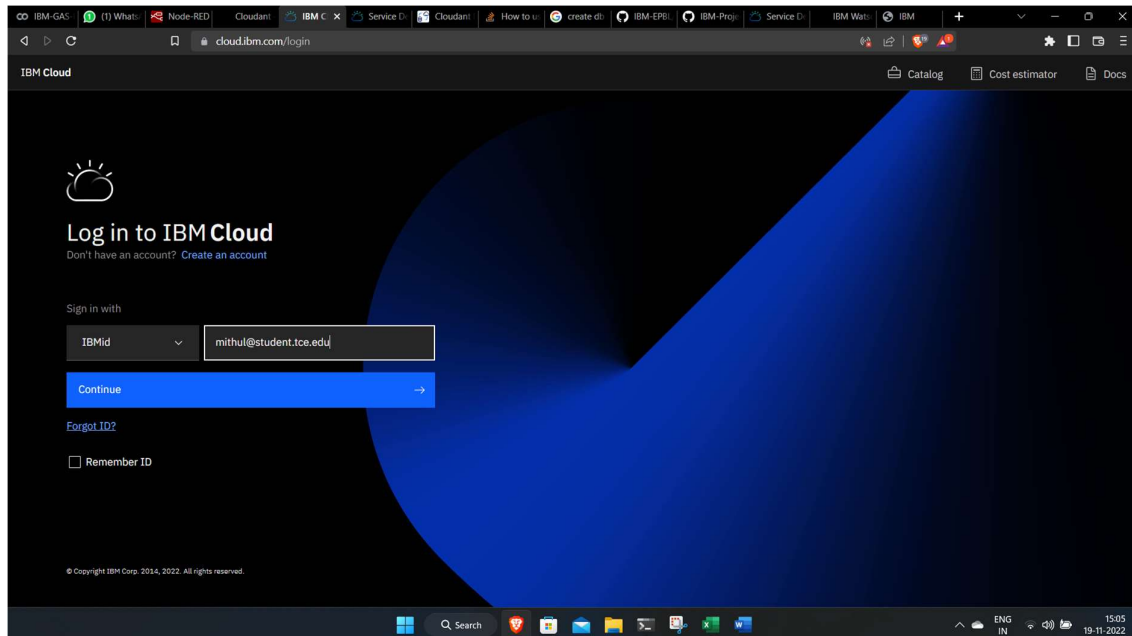 IBM-GAS
(1) Whats
Node-RED
Cloudant
IBM C
Service De
Cloudant
How to u
create db
IBM-EPBL
IBM-Proje
Service De
IBM Wats
IBM
cloud.ibm.com/login
IBM Cloud
Catalog
Cost estimator
Docs
Log in to IBM Cloud
Don't have an account? Create an account
Sign in with
IBMid
mithul@student.tce.edu
Continue
Forgot ID?
Remember ID
© Copyright IBM Corp. 2014, 2022. All rights reserved.
Search
ENG
IN
15:05
19-11-2022